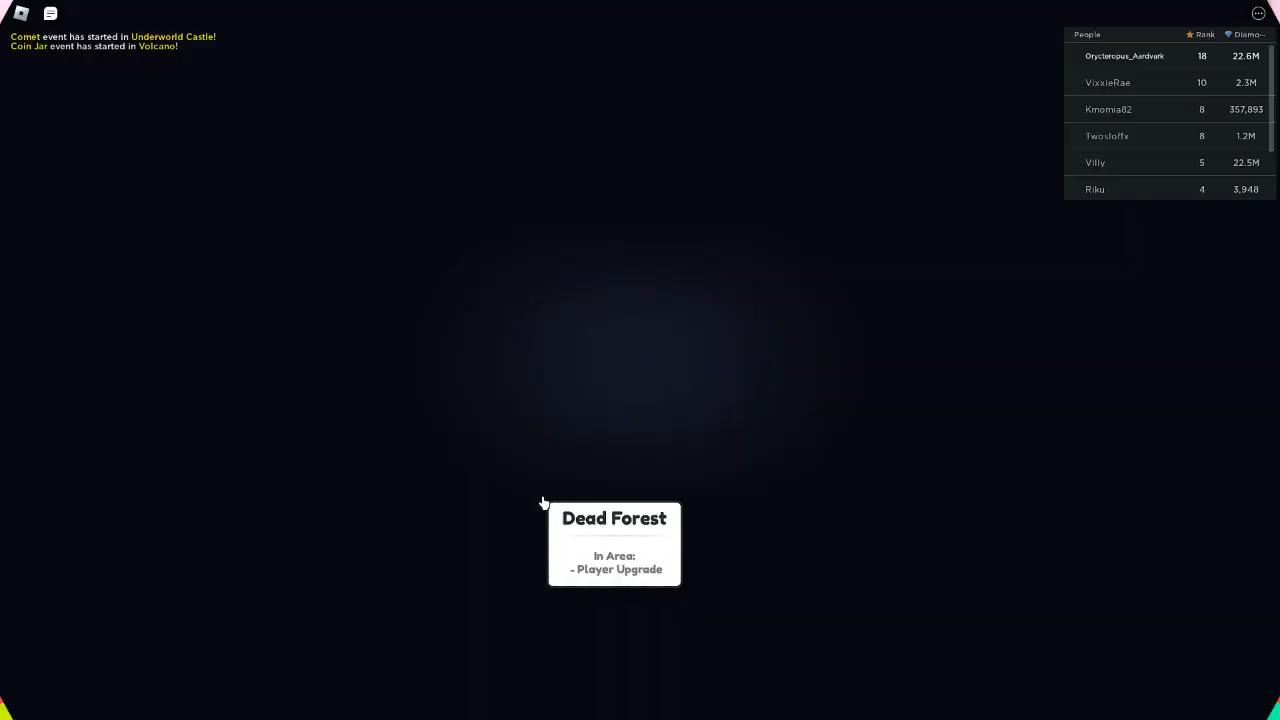 Comet event has started in Underworld Castle!
Coin Jar event has started in Volcano!
People Rank Diamo···
Orycteropus_Aardvark 18 22.6M
VixxieRae 10 2.3M
Kmomia82 8 357,893
Twosloffx 8 1.2M
Villy 5 22.5M
Riku 4 3,948
Dead Forest
In Area:
- Player Upgrade